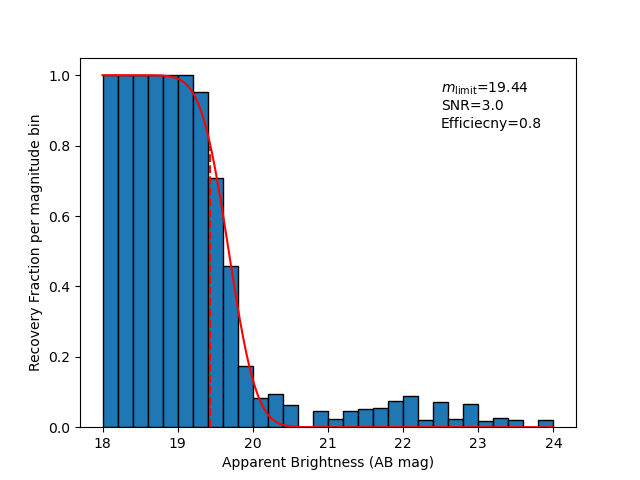 m_limit=19.44
SNR=3.0
Efficiecny=0.8
1.0
0.8
0.6
0.4
0.2
0.0
Recovery Fraction per magnitude bin
18 19 20 21 22 23 24
Apparent Brightness (AB mag)